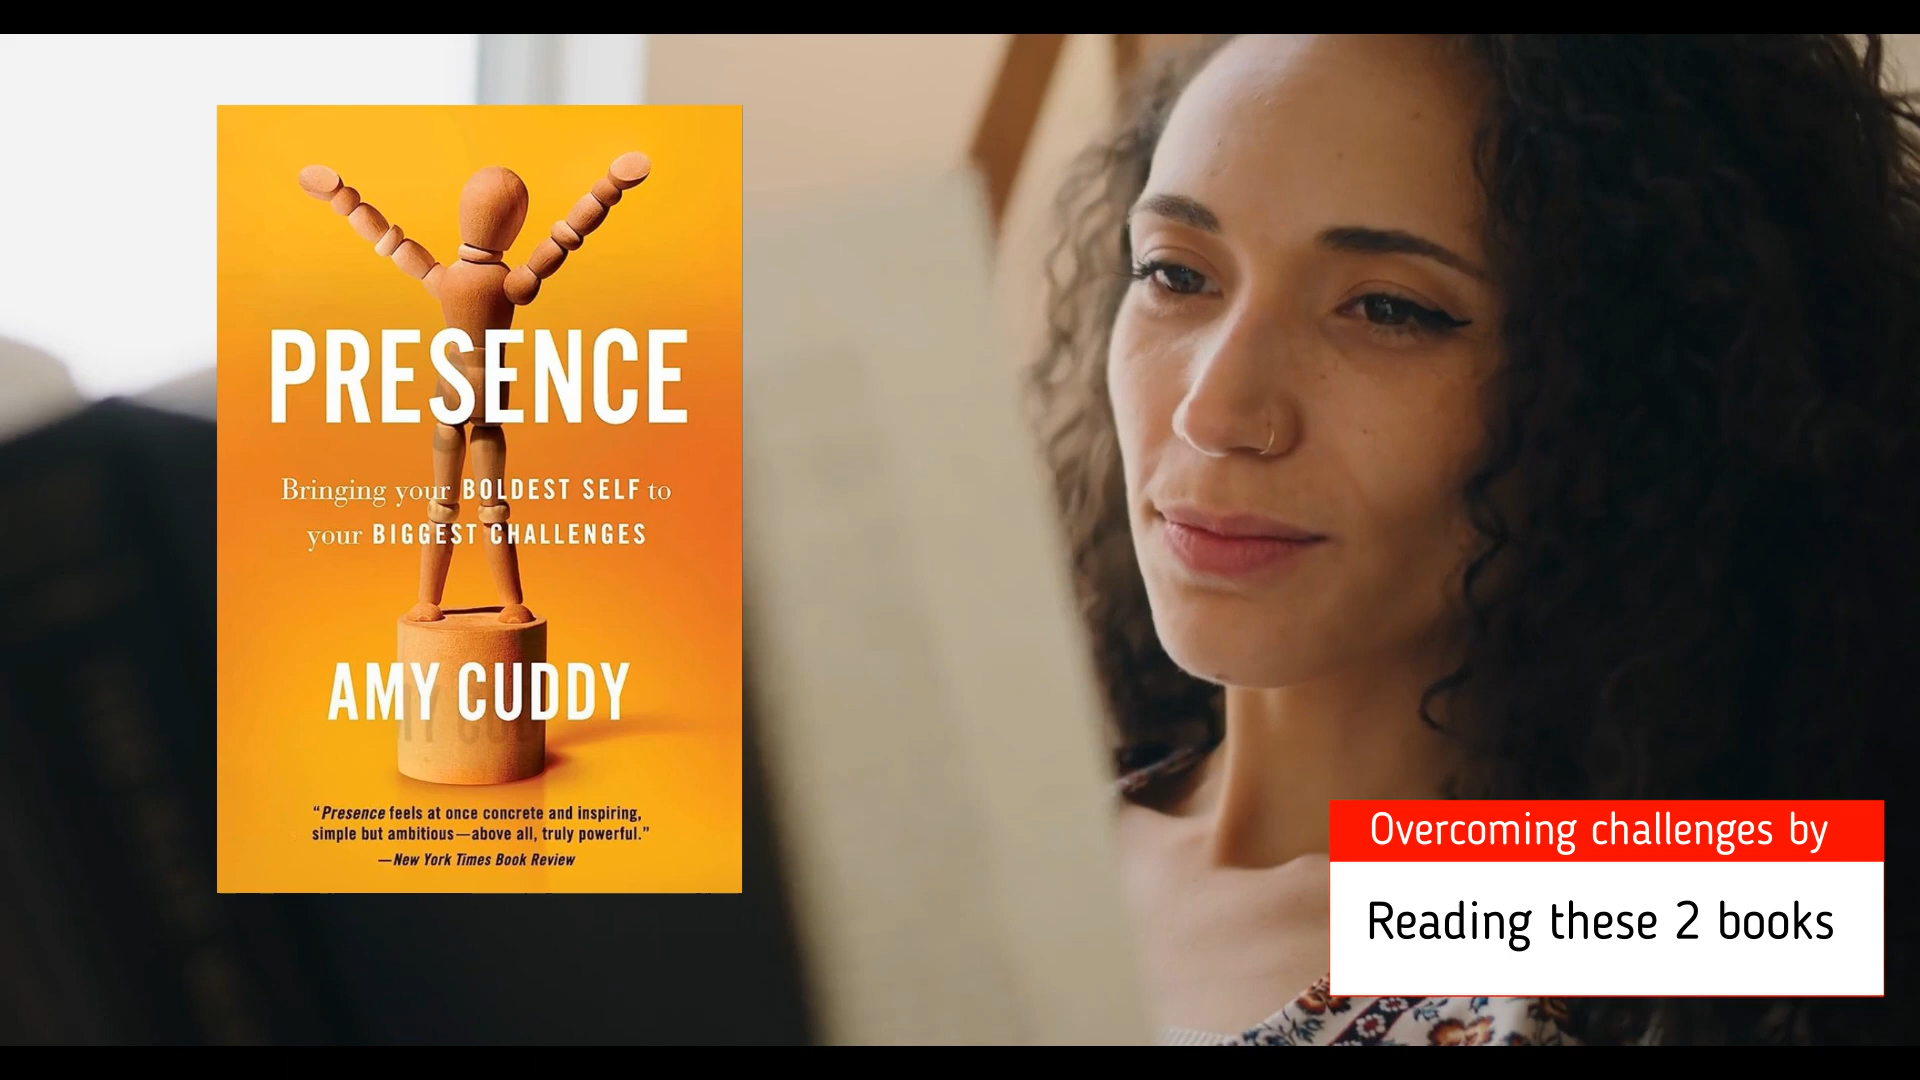 PRESENCE
Bringing your BOLDEST SELF to
your BIGGEST CHALLENGES
AMY CUDDY
“Presence feels at once concrete and inspiring,
simple but ambitious—above all, truly powerful.”
—New York Times Book Review
Overcoming challenges by
Reading these 2 books